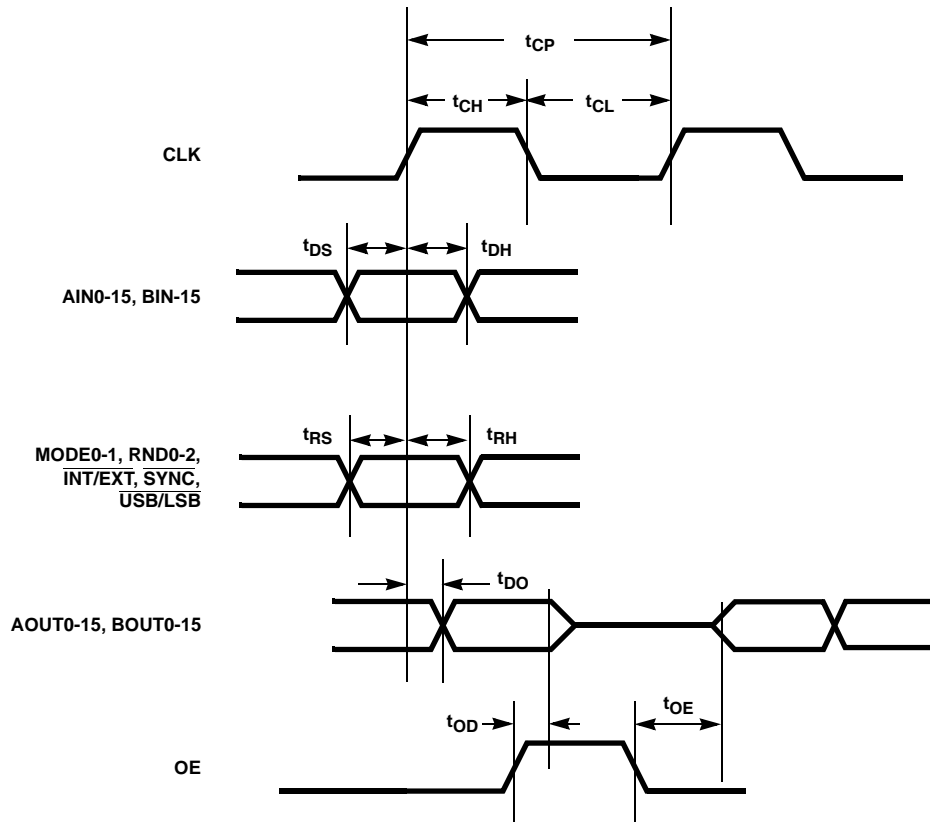 tCP
tCH
tCL
CLK
tDS
tDH
AIN0-15, BIN-15
tRS
tRH
MODE0-1, RND0-2,
INT/EXT, SYNC,
USB/LSB
tDO
AOUT0-15, BOUT0-15
tOE
tOD
OE